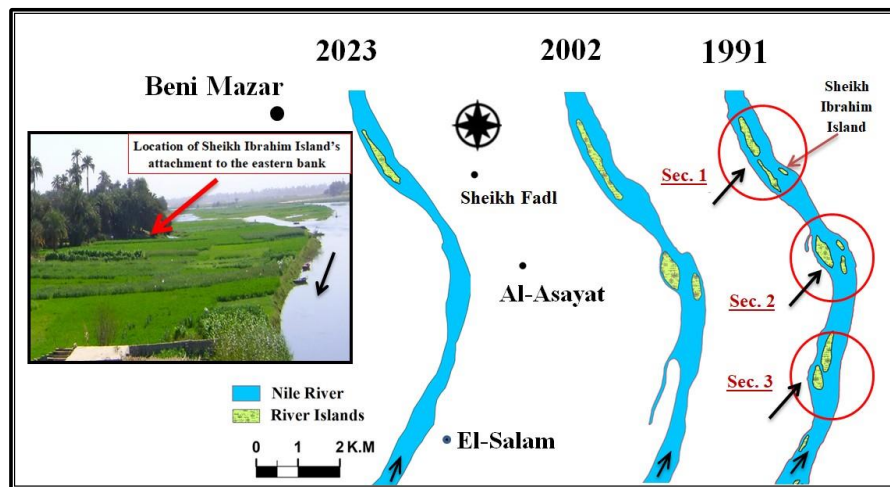 2023
2002
1991
Beni Mazar
Sheikh
Ibrahim
Island
Location of Sheikh Ibrahim Island's
attachment to the eastern bank
Sec. 1
Sheikh Fadl
Al-Asayat
Sec. 2
Sec. 3
Nile River
River Islands
El-Salam
0 1 2 K.M